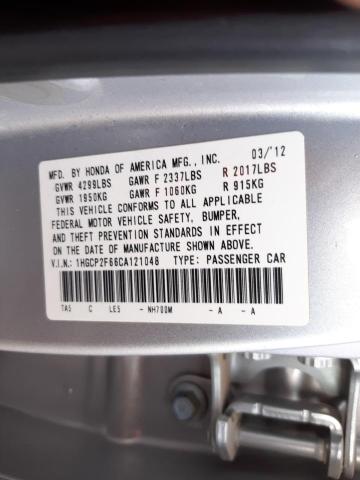 MFD. BY HONDA OF AMERICA MFG., INC. 03/'12
GVWR 4299LBS GAWR F 2337LBS R 2017LBS
GVWR 1950KG GAWR F 1060KG R 915KG
THIS VEHICLE CONFORMS TO ALL APPLICABLE
FEDERAL MOTOR VEHICLE SAFETY, BUMPER,
AND THEFT PREVENTION STANDARDS IN EFFECT
ON THE DATE OF MANUFACTURE SHOWN ABOVE.
V.I.N.: 1HGCP2F66CA121048 TYPE: PASSENGER CAR
TA5 C LE5 - NH700M - A - A